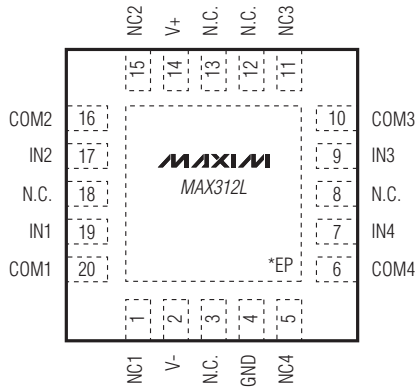 NC2 V+ N.C. N.C. NC3
15 14 13 12 11
COM2 16 10 COM3
IN2 17 9 IN3
N.C. 18 8 N.C.
IN1 19 7 IN4
COM1 20 6 COM4
MAXIM
MAX312L
*EP
1 2 3 4 5
NC1 V- N.C. GND NC4